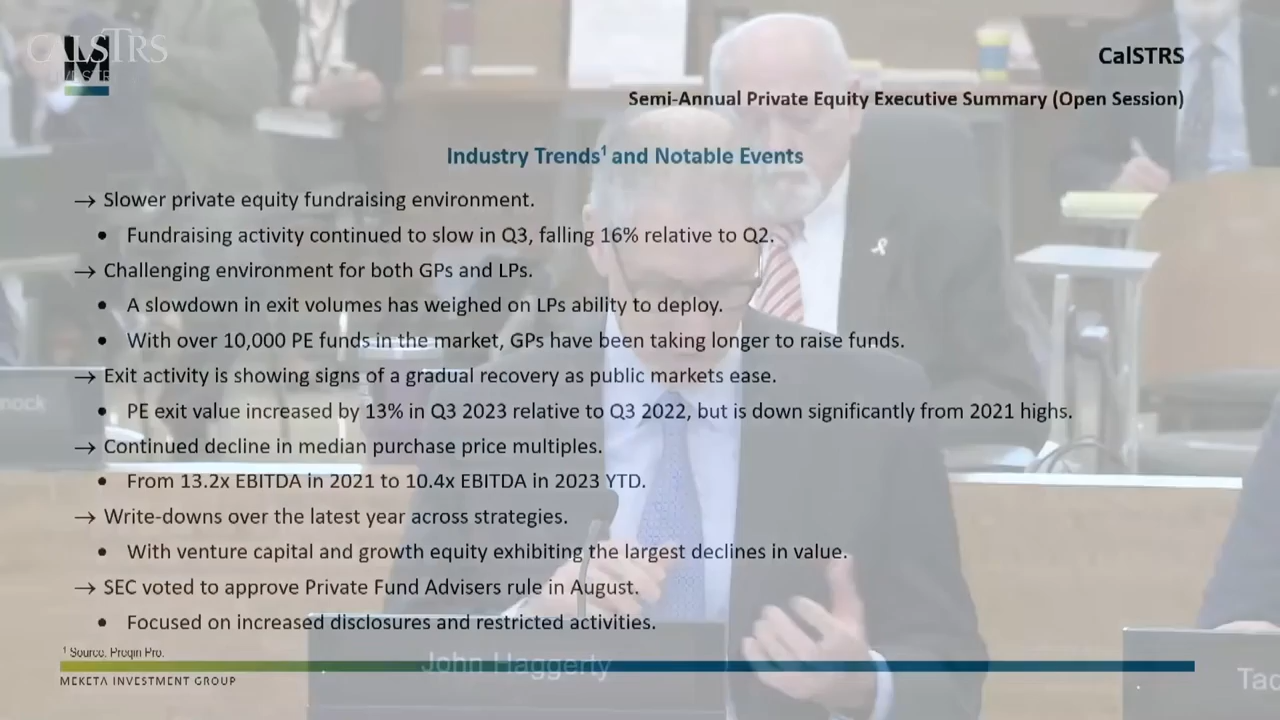 CALSTRS
M
CalSTRS
Semi-Annual Private Equity Executive Summary (Open Session)
Industry Trends¹ and Notable Events
→ Slower private equity fundraising environment.
• Fundraising activity continued to slow in Q3, falling 16% relative to Q2.
→ Challenging environment for both GPs and LPs.
• A slowdown in exit volumes has weighed on LPs ability to deploy.
• With over 10,000 PE funds in the market, GPs have been taking longer to raise funds.
→ Exit activity is showing signs of a gradual recovery as public markets ease.
• PE exit value increased by 13% in Q3 2023 relative to Q3 2022, but is down significantly from 2021 highs.
→ Continued decline in median purchase price multiples.
• From 13.2x EBITDA in 2021 to 10.4x EBITDA in 2023 YTD.
→ Write-downs over the latest year across strategies.
• With venture capital and growth equity exhibiting the largest declines in value.
→ SEC voted to approve Private Fund Advisers rule in August.
• Focused on increased disclosures and restricted activities.
¹ Source. Preqin Pro.
John Haggerty
MEKETA INVESTMENT GROUP